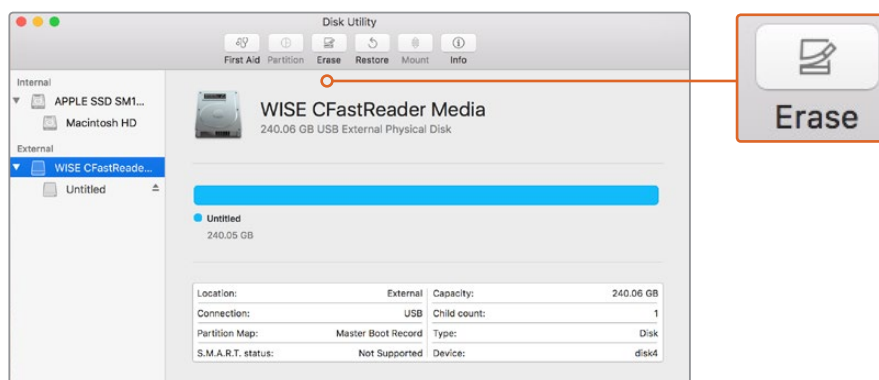 Disk Utility
First Aid Partition Erase Restore Mount Info
Erase
Internal
APPLE SSD SM1...
Macintosh HD
External
WISE CFastReade...
Untitled
WISE CFastReader Media
240.06 GB USB External Physical Disk
Untitled
240.05 GB
Location: External Capacity: 240.06 GB
Connection: USB Child count: 1
Partition Map: Master Boot Record Type: Disk
S.M.A.R.T. status: Not Supported Device: disk4